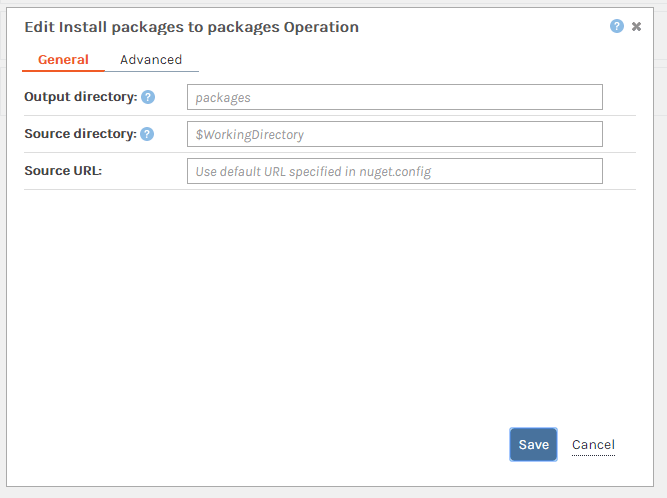 Edit Install packages to packages Operation ? ✖
General Advanced
Output directory: ? packages
Source directory: ? $WorkingDirectory
Source URL: Use default URL specified in nuget.config
Save Cancel